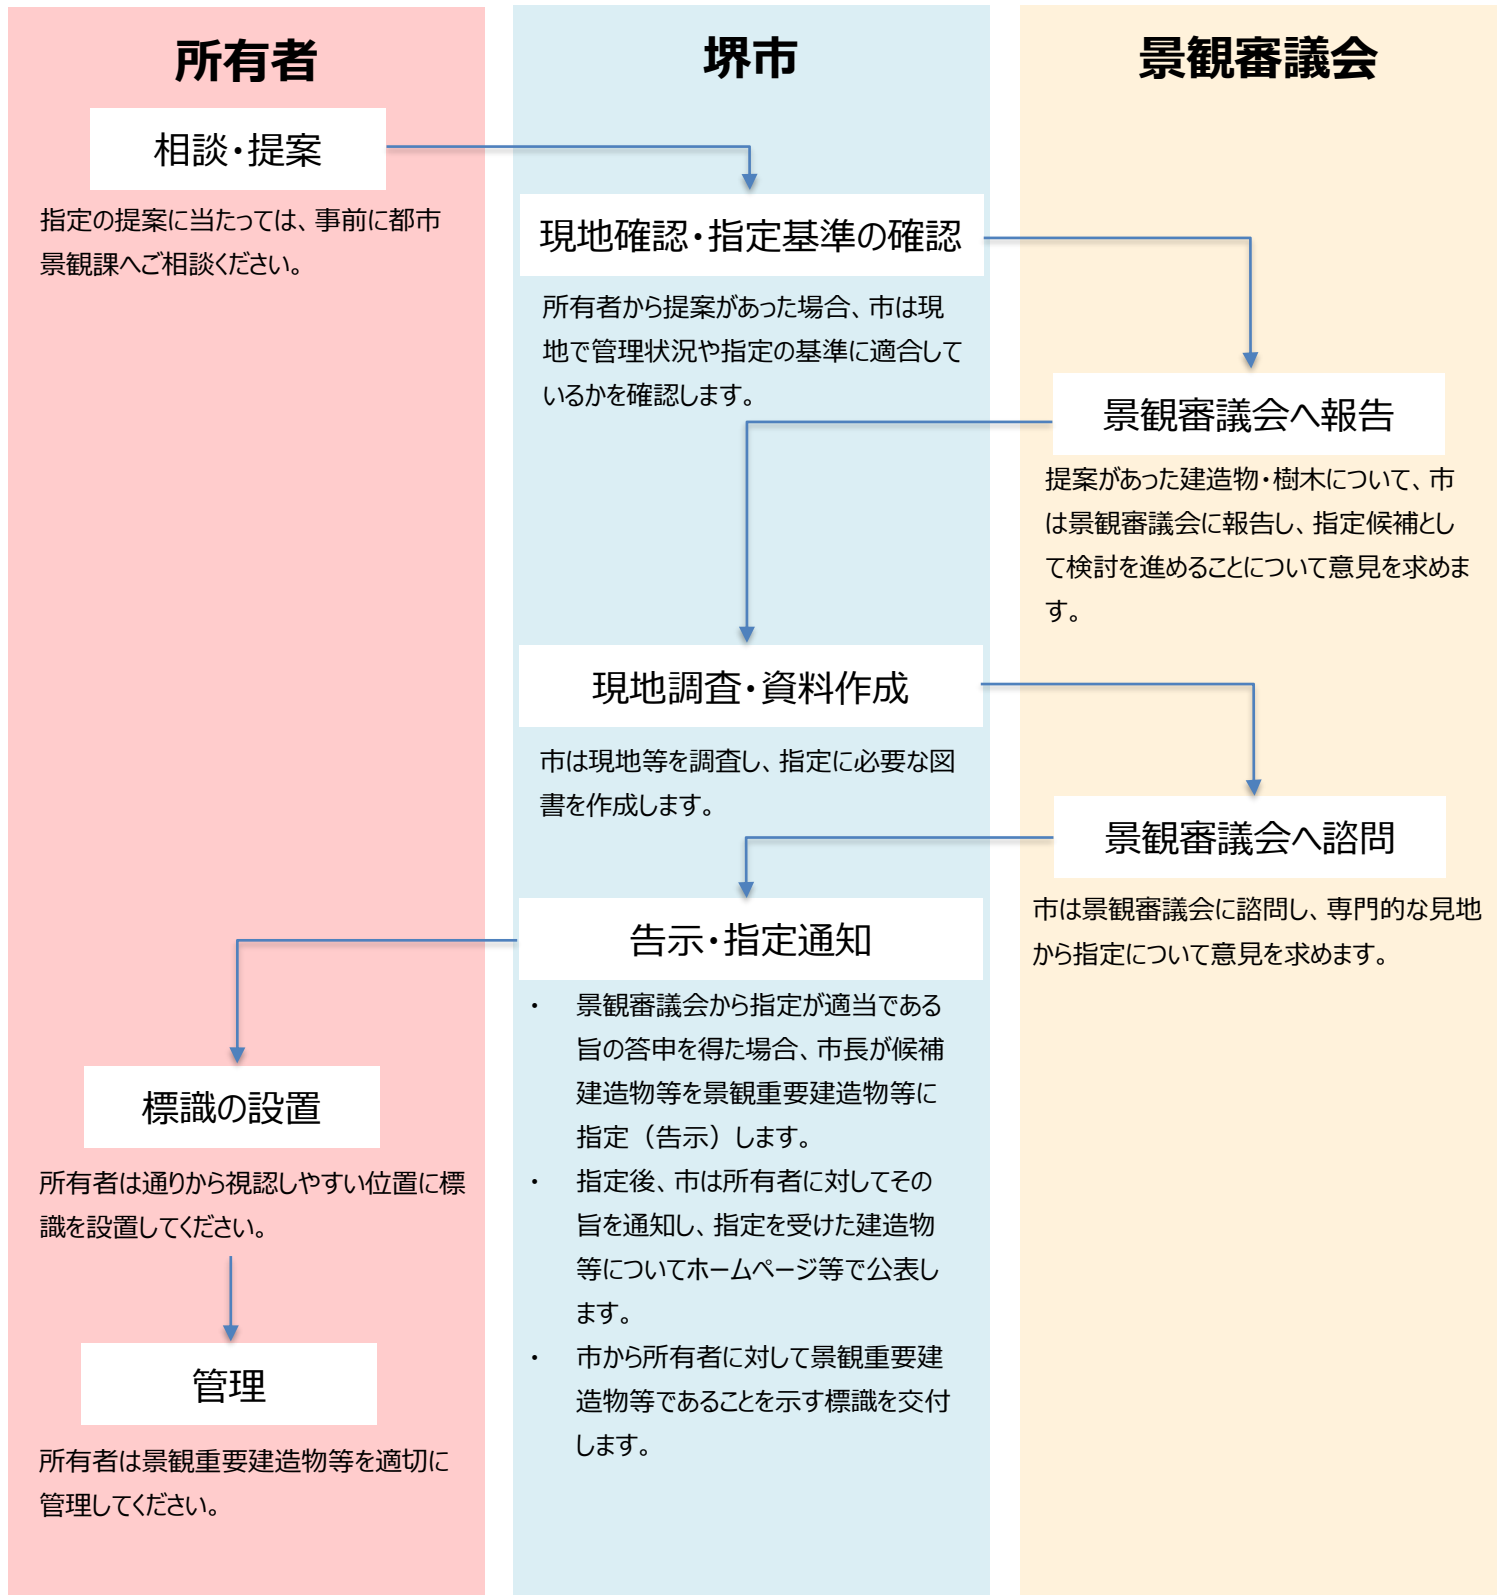 所有者
相談・提案
指定の提案に当たっては、事前に都市
景観課へご相談ください。
標識の設置
所有者は通りから視認しやすい位置に標
識を設置してください。
管理
所有者は景観重要建造物等を適切に
管理してください。
堺市
現地確認・指定基準の確認
所有者から提案があった場合、市は現
地で管理状況や指定の基準に適合して
いるかを確認します。
現地調査・資料作成
市は現地等を調査し、指定に必要な図
書を作成します。
告示・指定通知
・ 景観審議会から指定が適当である
旨の答申を得た場合、市長が候補
建造物等を景観重要建造物等に
指定（告示）します。
・ 指定後、市は所有者に対してその
旨を通知し、指定を受けた建造物
等についてホームページ等で公表し
ます。
・ 市から所有者に対して景観重要建
造物等であることを示す標識を交付
します。
景観審議会
景観審議会へ報告
提案があった建造物・樹木について、市
は景観審議会に報告し、指定候補とし
て検討を進めることについて意見を求めま
す。
景観審議会へ諮問
市は景観審議会に諮問し、専門的な見地
から指定について意見を求めます。